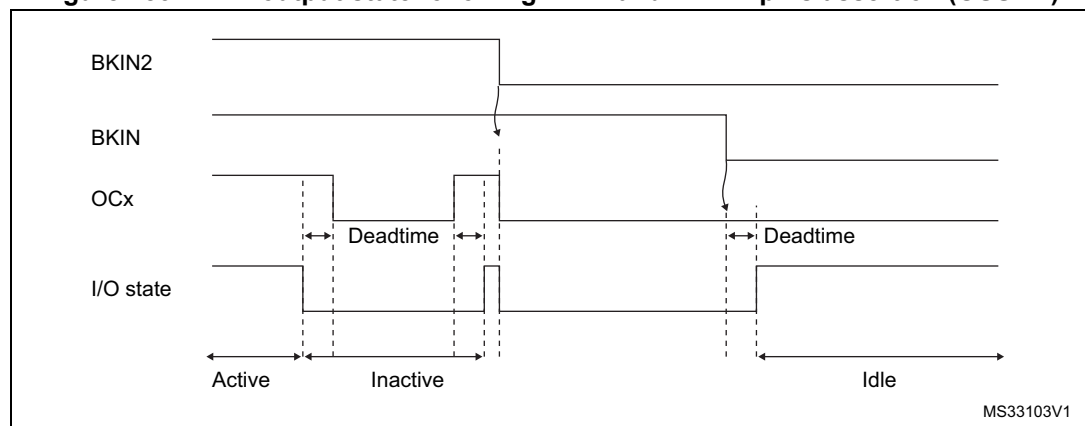 BKIN2
BKIN
OCx
Deadtime
Deadtime
I/O state
Active
Inactive
Idle
MS33103V1